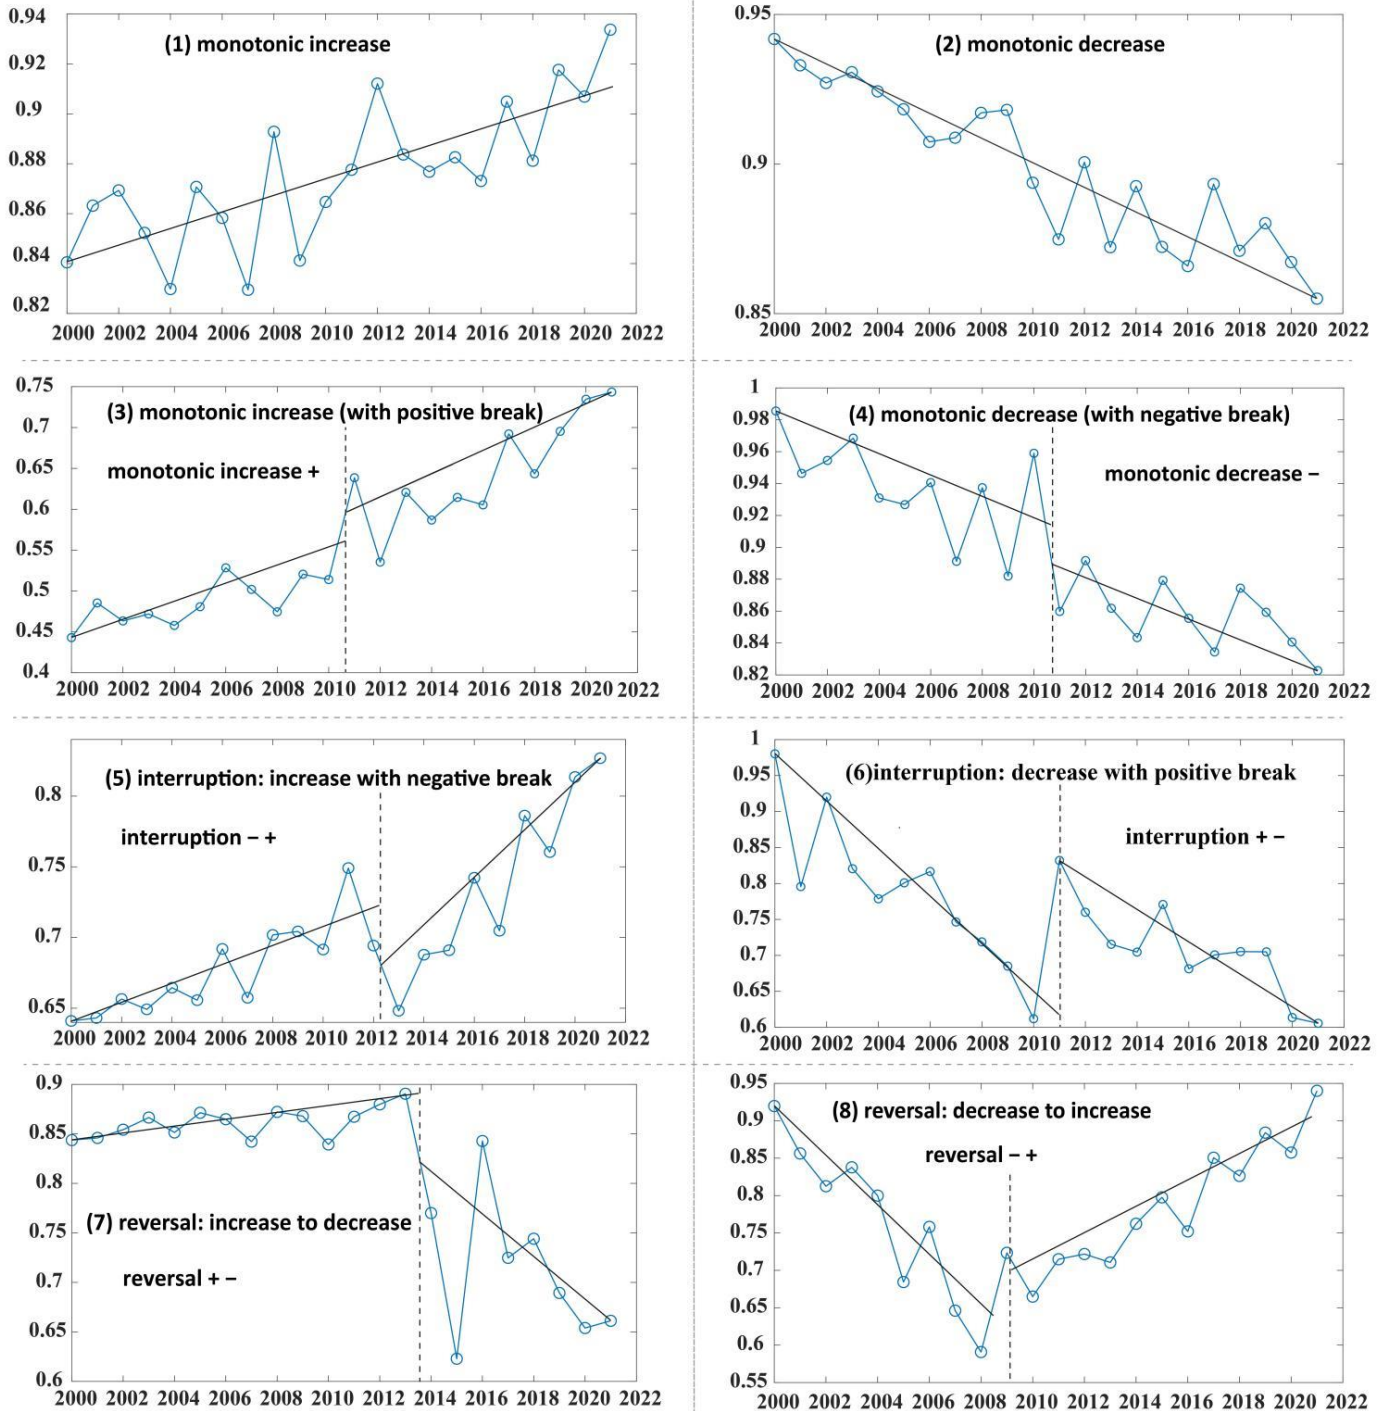 0.94
(1) monotonic increase
0.92
0.9
0.88
0.86
0.84
0.82
2000 2002 2004 2006 2008 2010 2012 2014 2016 2018 2020 2022
0.95
(2) monotonic decrease
0.9
0.85
2000 2002 2004 2006 2008 2010 2012 2014 2016 2018 2020 2022
0.75
(3) monotonic increase (with positive break)
0.7
0.65
monotonic increase +
0.6
0.55
0.5
0.45
0.4
2000 2002 2004 2006 2008 2010 2012 2014 2016 2018 2020 2022
1
(4) monotonic decrease (with negative break)
0.98
0.96
monotonic decrease −
0.94
0.92
0.9
0.88
0.86
0.84
0.82
2000 2002 2004 2006 2008 2010 2012 2014 2016 2018 2020 2022
(5) interruption: increase with negative break
0.8
interruption − +
0.75
0.7
0.65
2000 2002 2004 2006 2008 2010 2012 2014 2016 2018 2020 2022
1
(6)interruption: decrease with positive break
0.95
0.9
interruption + −
0.85
0.8
0.75
0.7
0.65
0.6
2000 2002 2004 2006 2008 2010 2012 2014 2016 2018 2020 2022
0.9
0.85
0.8
0.75
(7) reversal: increase to decrease
0.7
reversal + −
0.65
0.6
2000 2002 2004 2006 2008 2010 2012 2014 2016 2018 2020 2022
0.95
(8) reversal: decrease to increase
0.9
reversal − +
0.85
0.8
0.75
0.7
0.65
0.6
0.55
2000 2002 2004 2006 2008 2010 2012 2014 2016 2018 2020 2022